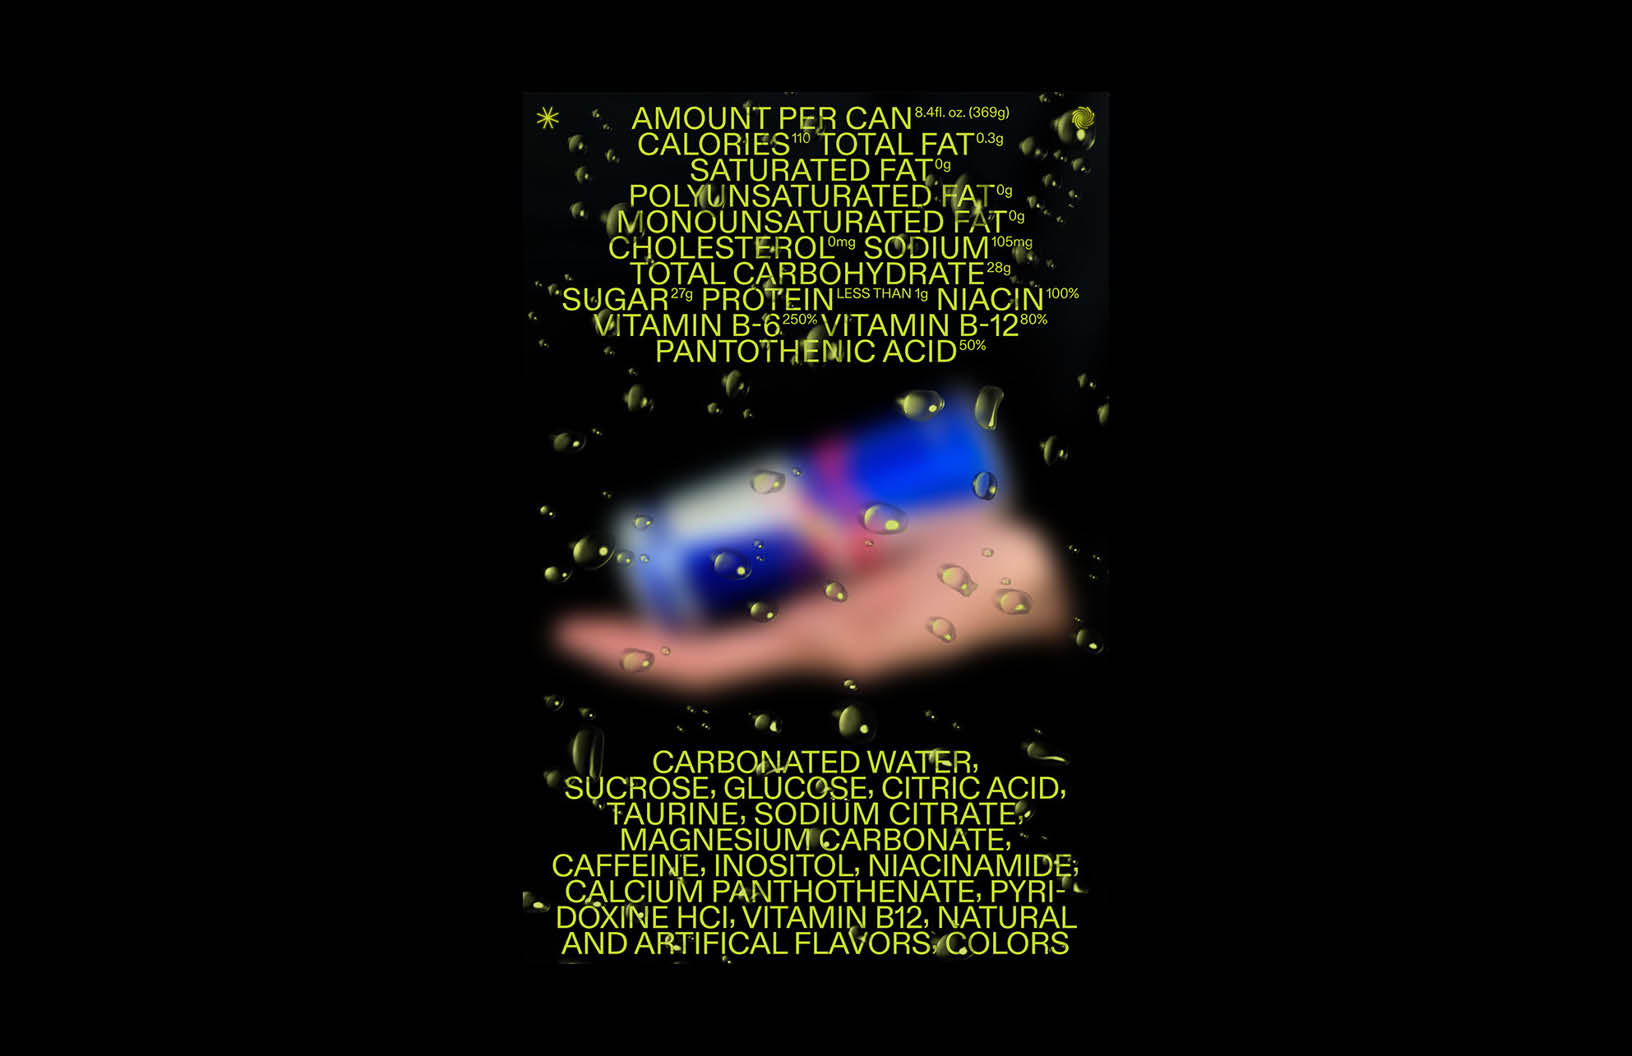 AMOUNT PER CAN 8.4fl. oz. (369g)
CALORIES 110 TOTAL FAT 0.3g
SATURATED FAT 0g
POLYUNSATURATED FAT 0g
MONOUNSATURATED FAT 0g
CHOLESTEROL 0mg SODIUM 105mg
TOTAL CARBOHYDRATE 28g
SUGAR 27g PROTEIN LESS THAN 1g NIACIN 100%
VITAMIN B-6 250% VITAMIN B-12 80%
PANTOTHENIC ACID 50%
CARBONATED WATER,
SUCROSE, GLUCOSE, CITRIC ACID,
TAURINE, SODIUM CITRATE,
MAGNESIUM CARBONATE,
CAFFEINE, INOSITOL, NIACINAMIDE,
CALCIUM PANTHOTHENATE, PYRI-
DOXINE HCl, VITAMIN B12, NATURAL
AND ARTIFICAL FLAVORS, COLORS